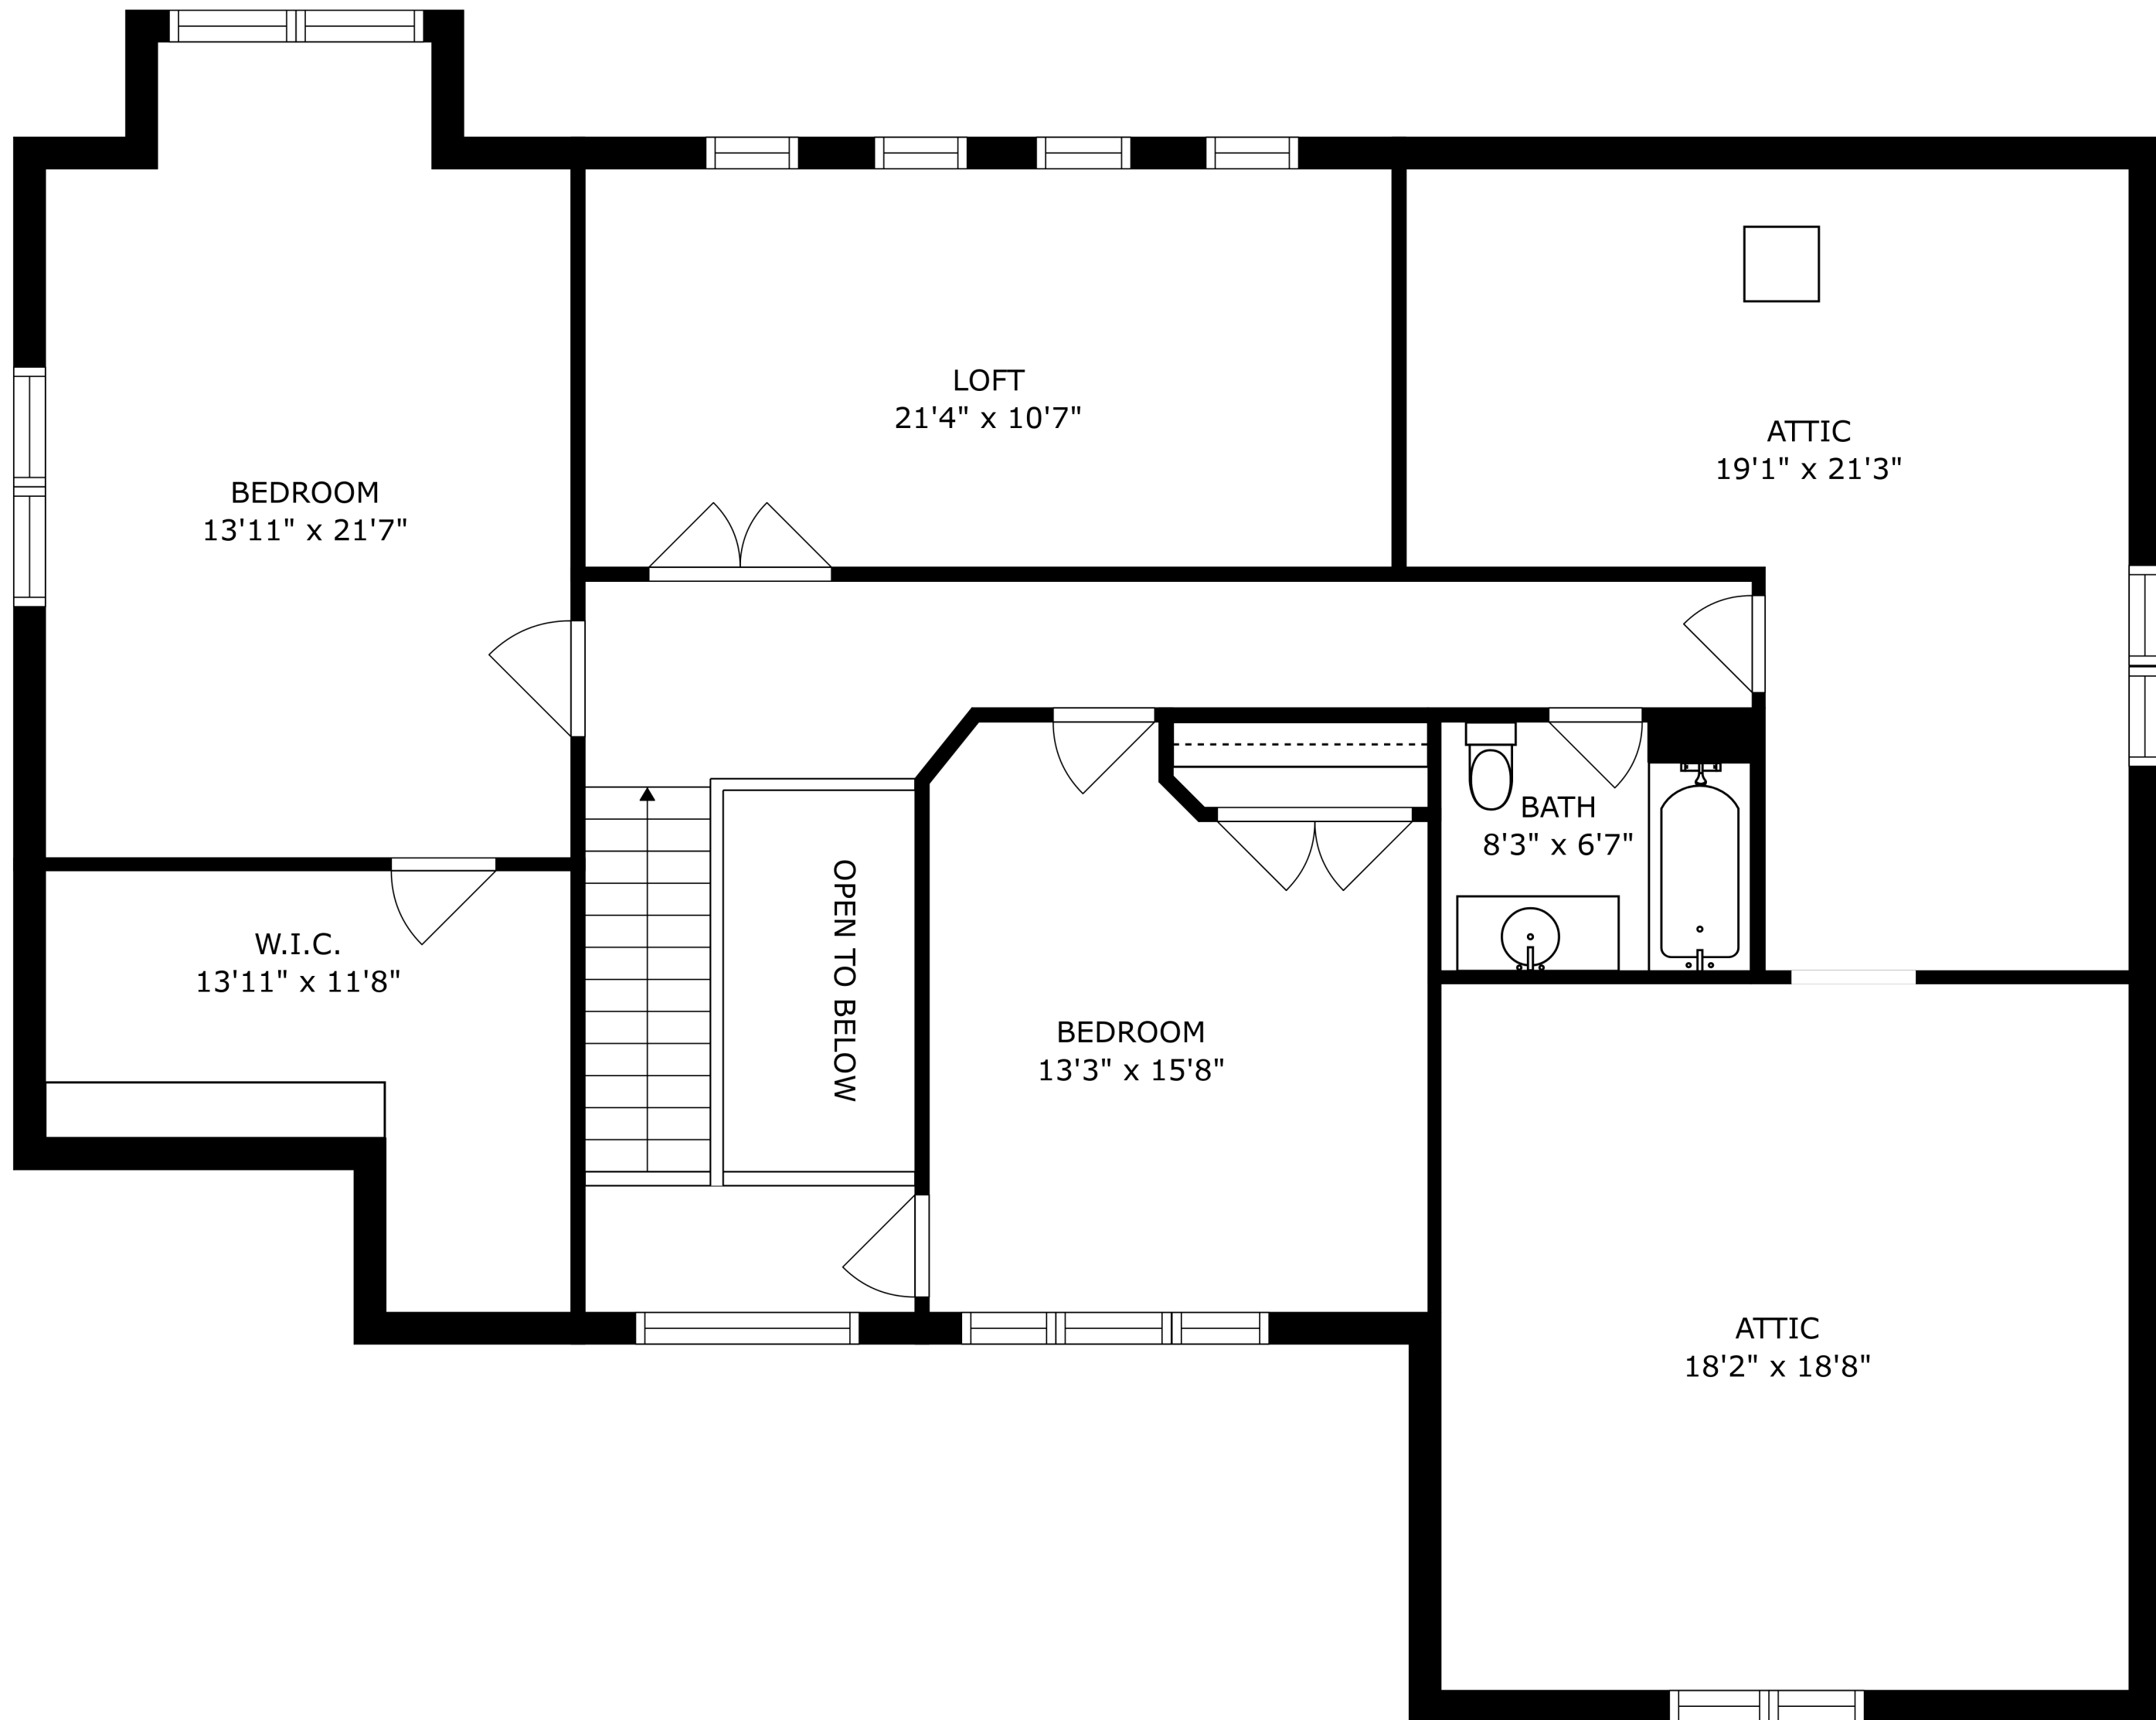 LOFT
21'4" x 10'7"
ATTIC
19'1" x 21'3"
BEDROOM
13'11" x 21'7"
BATH
8'3" x 6'7"
W.I.C.
13'11" x 11'8"
OPEN TO BELOW
BEDROOM
13'3" x 15'8"
ATTIC
18'2" x 18'8"